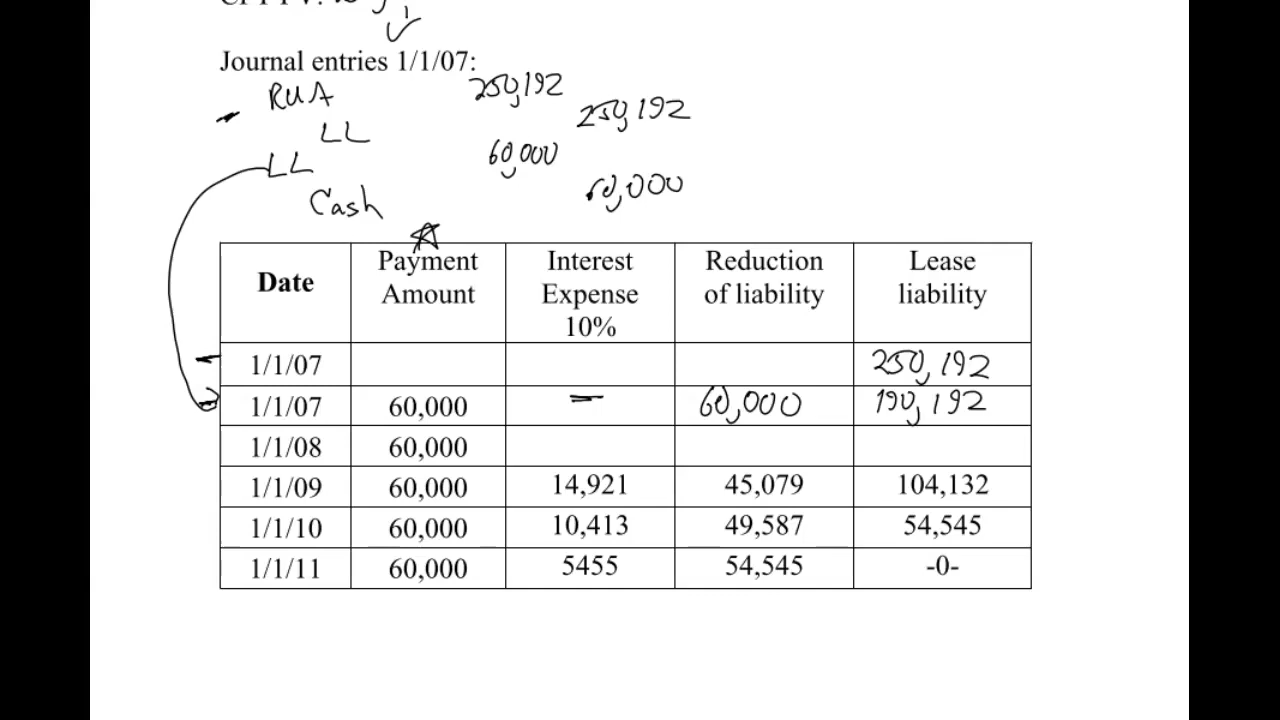 Journal entries 1/1/07:
RUA 250,192
LL 250,192
LL 60,000
Cash 60,000
Date Payment Amount Interest Expense 10% Reduction of liability Lease liability
1/1/07 250,192
1/1/07 60,000 — 60,000 190,192
1/1/08 60,000
1/1/09 60,000 14,921 45,079 104,132
1/1/10 60,000 10,413 49,587 54,545
1/1/11 60,000 5455 54,545 -0-